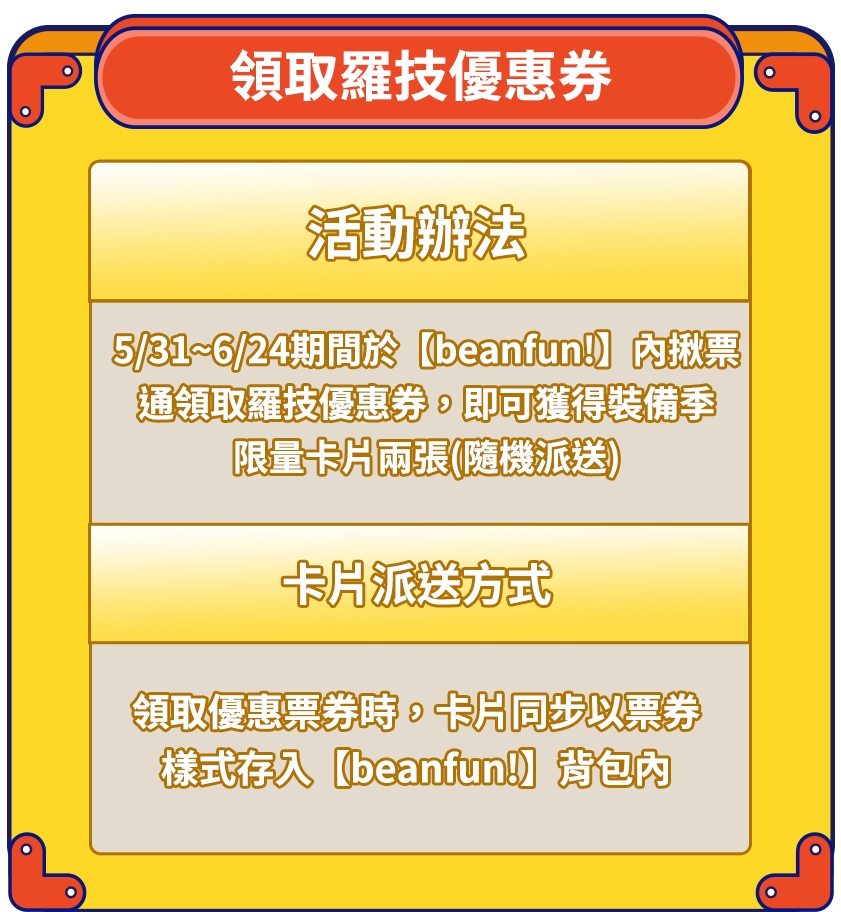 領取羅技優惠券
活動辦法
5/31~6/24期間於【beanfun!】內揪票
通領取羅技優惠券，即可獲得裝備季
限量卡片兩張(隨機派送)
卡片派送方式
領取優惠票券時，卡片同步以票券
樣式存入【beanfun!】背包內